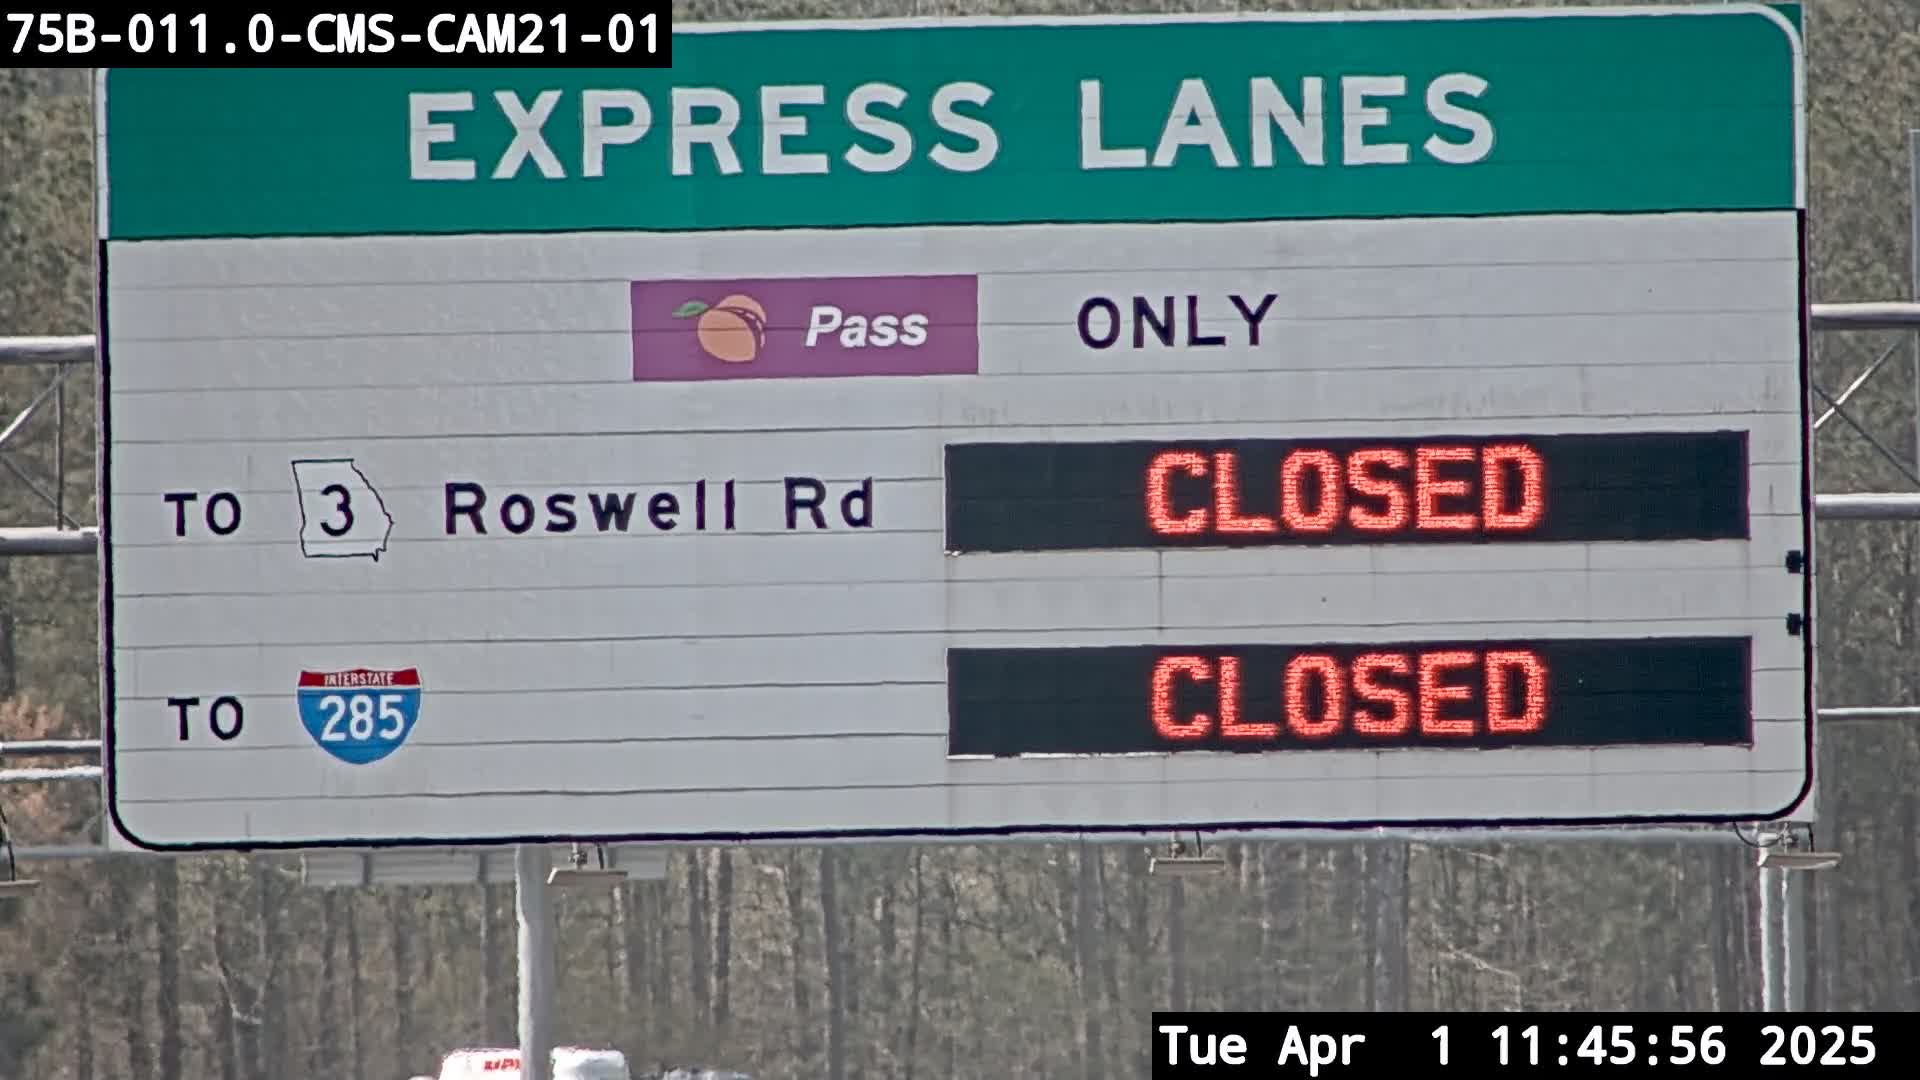 75B-011.0-CMS-CAM21-01
EXPRESS LANES
Pass ONLY
TO 3 Roswell Rd CLOSED
INTERSTATE
TO 285 CLOSED
Tue Apr 1 11:45:56 2025